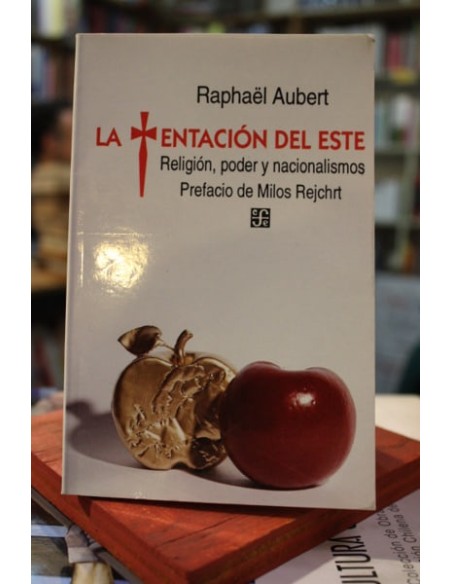 Raphaël Aubert
LA TENTACIÓN DEL ESTE
Religión, poder y nacionalismos
Prefacio de Milos Rejchrt